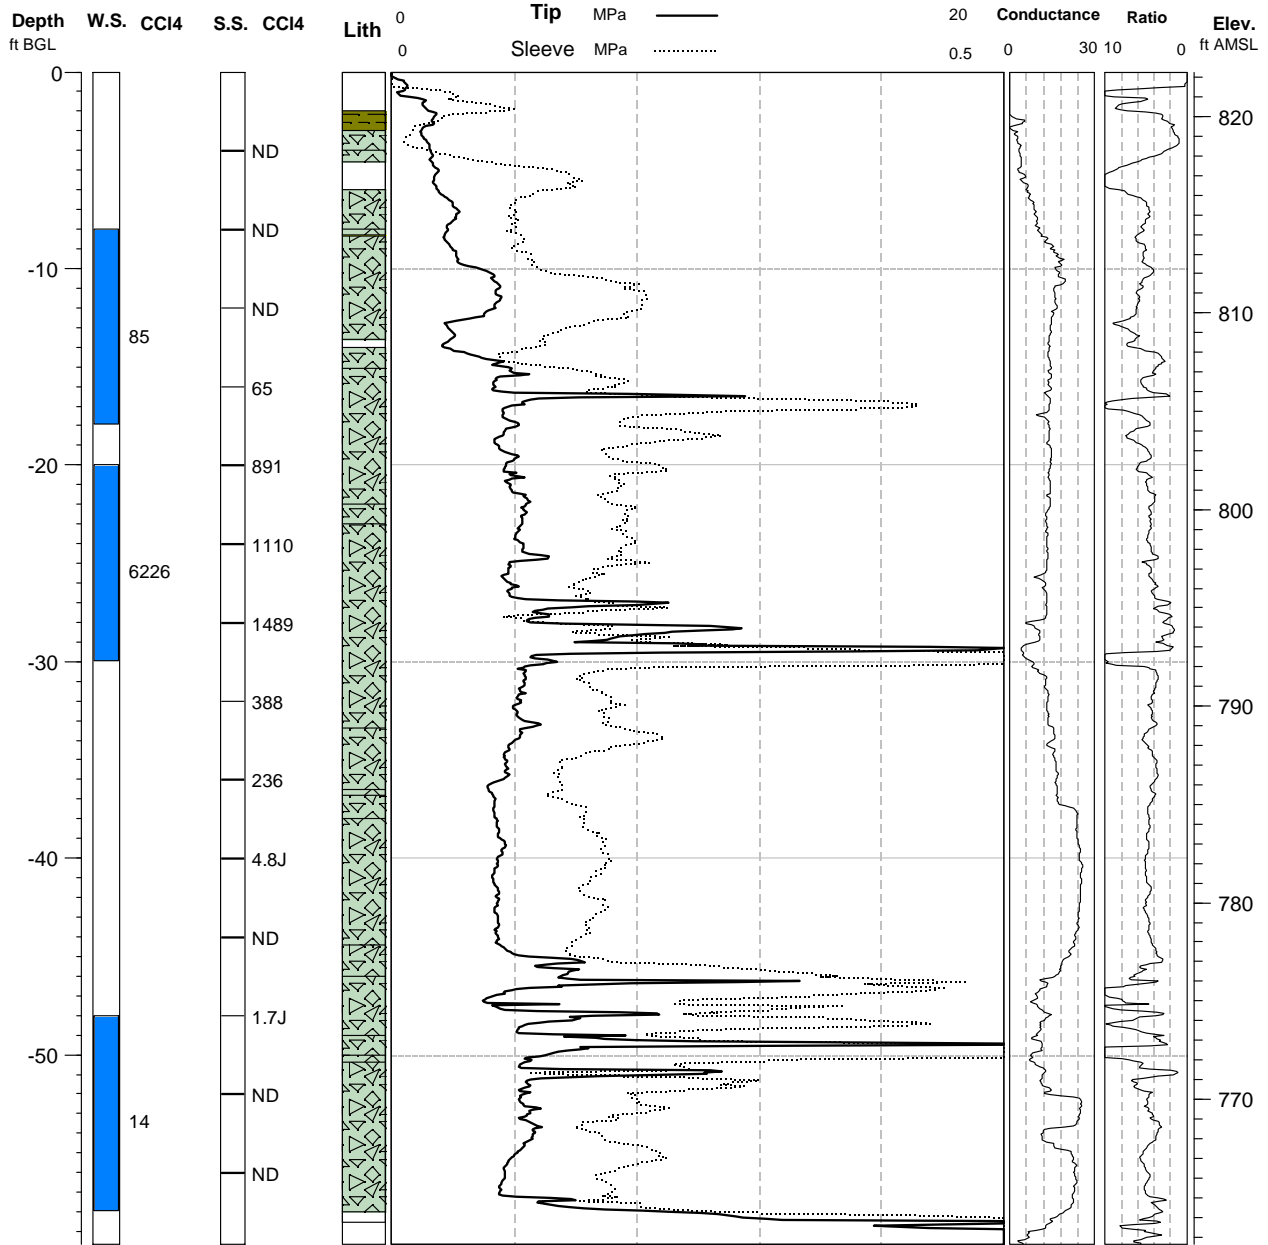 Depth W.S. CCl4 S.S. CCl4 Lith 0 Tip MPa 20 Conductance Ratio Elev.
ft BGL 0 Sleeve MPa 0.5 0 30 10 0 ft AMSL
0
820
ND
ND
-10
810
ND
85
65
-20
891
800
1110
6226
1489
-30
790
388
236
-40
4.8J
780
ND
1.7J
-50
770
ND
14
ND